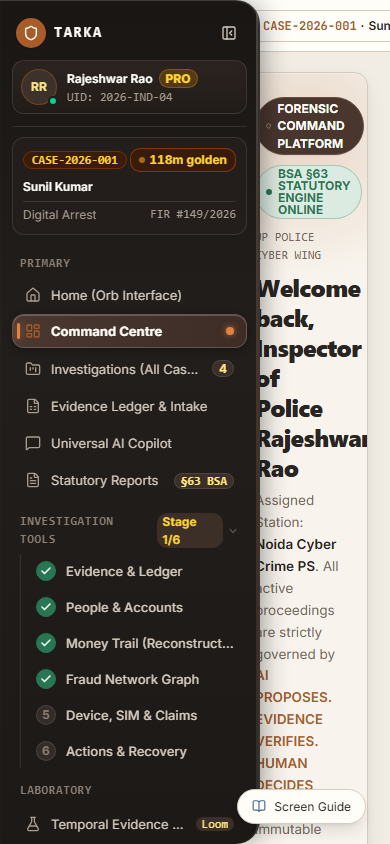 TARKA
RR
Rajeshwar Rao PRO
UID: 2026-IND-04
CASE-2026-001 118m golden
Sunil Kumar
Digital Arrest FIR #149/2026
PRIMARY
Home (Orb Interface)
Command Centre
Investigations (All Cas... 4
Evidence Ledger & Intake
Universal AI Copilot
Statutory Reports §63 BSA
INVESTIGATION
TOOLS
Stage
1/6
Evidence & Ledger
People & Accounts
Money Trail (Reconstruct...
Fraud Network Graph
5 Device, SIM & Claims
6 Actions & Recovery
LABORATORY
Temporal Evidence ... Loom
CASE-2026-001 · Sun
FORENSIC
COMMAND
PLATFORM
BSA §63
STATUTORY
ENGINE
ONLINE
UP POLICE
CYBER WING
Welcome
back,
Inspector
of
Police
Rajeshwar
Rao
Assigned
Station:
Noida Cyber
Crime PS. All
active
proceedings
are strictly
governed by
AI
PROPOSES.
EVIDENCE
VERIFIES.
HUMAN
DECIDES
immutable
Screen Guide